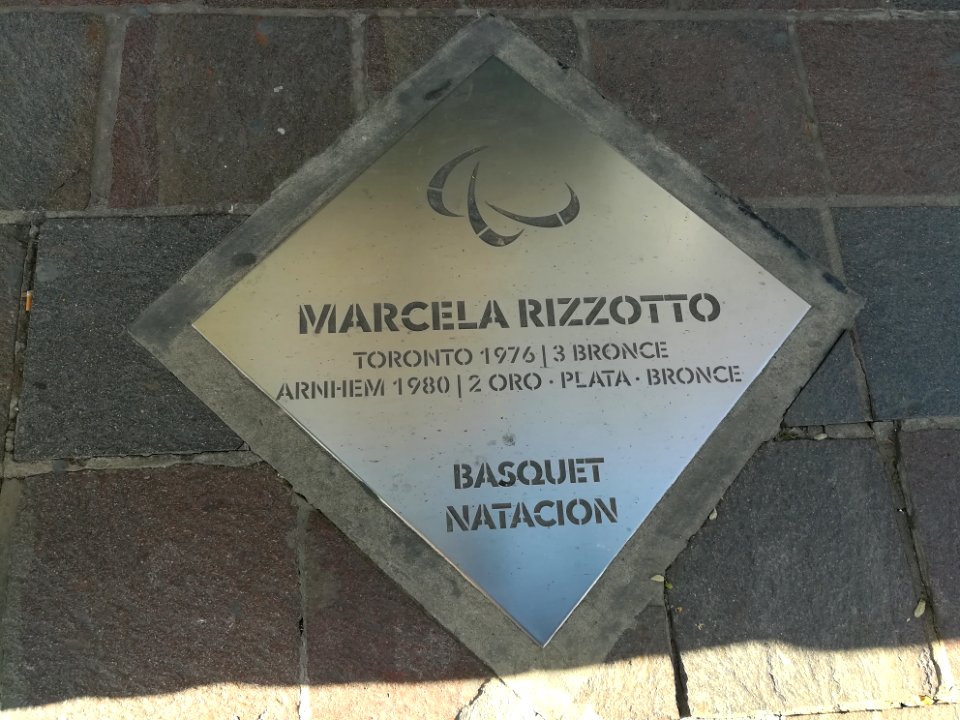 MARCELA RIZZOTTO
TORONTO 1976 | 3 BRONCE
ARNHEM 1980 | 2 ORO · PLATA · BRONCE
BASQUET
NATACION